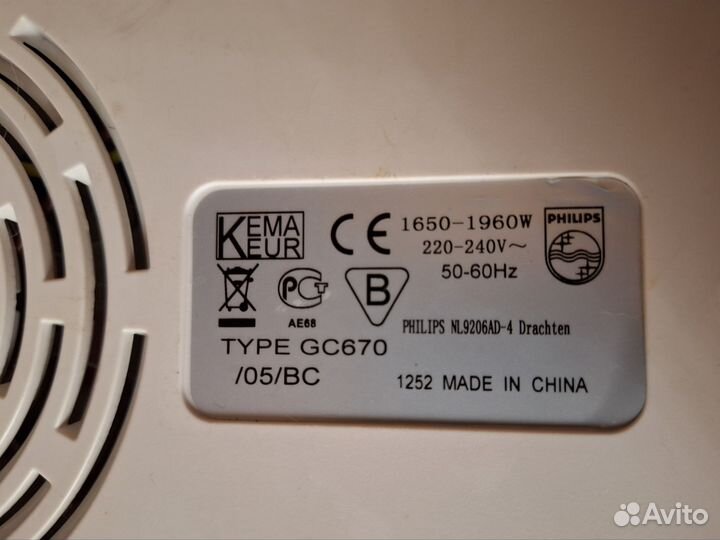 KEMA
KEUR
CE
1650-1960W
220-240V~
50-60Hz
PHILIPS
PCT
AE68
B
PHILIPS NL9206AD-4 Drachten
TYPE GC670
/05/BC
1252 MADE IN CHINA
Avito